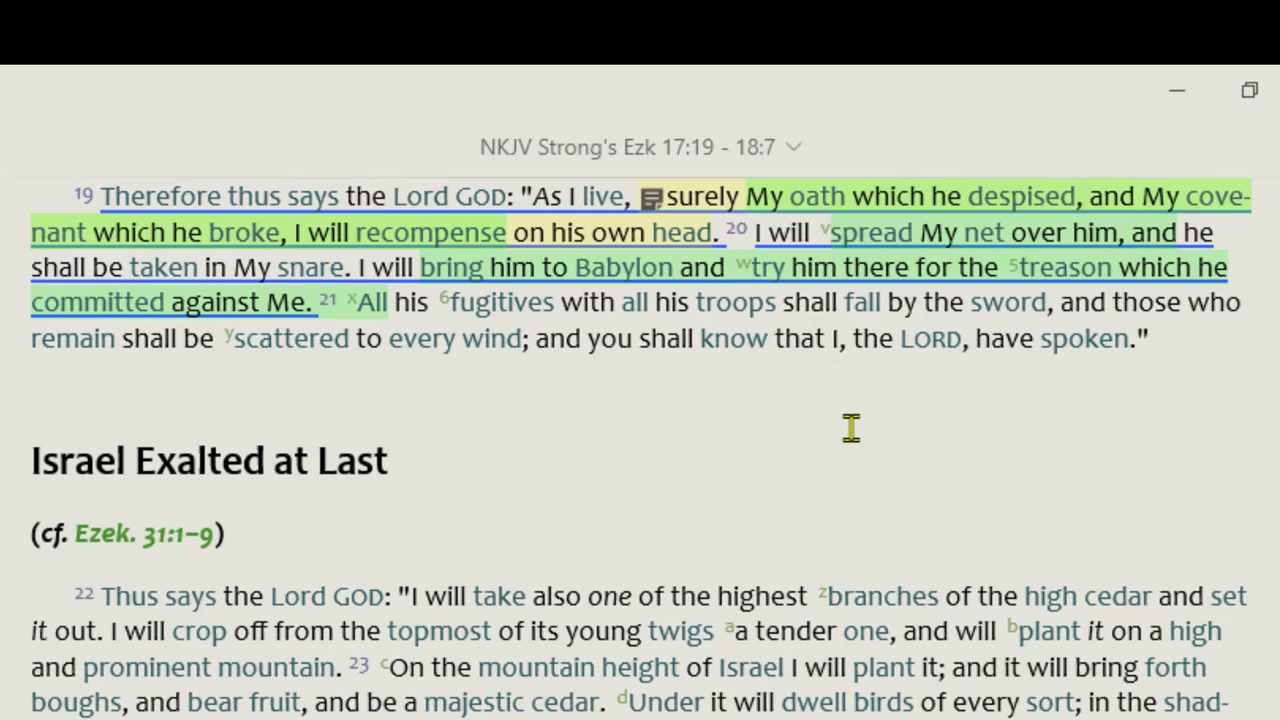 NKJV Strong's Ezk 17:19 - 18:7
19 Therefore thus says the Lord GOD: "As I live, surely My oath which he despised, and My cove-
nant which he broke, I will recompense on his own head. 20 I will vspread My net over him, and he
shall be taken in My snare. I will bring him to Babylon and wtry him there for the 5treason which he
committed against Me. 21 xAll his 6fugitives with all his troops shall fall by the sword, and those who
remain shall be yscattered to every wind; and you shall know that I, the LORD, have spoken."
Israel Exalted at Last
(cf. Ezek. 31:1–9)
22 Thus says the Lord GOD: "I will take also one of the highest zbranches of the high cedar and set
it out. I will crop off from the topmost of its young twigs aa tender one, and will bplant it on a high
and prominent mountain. 23 cOn the mountain height of Israel I will plant it; and it will bring forth
boughs, and bear fruit, and be a majestic cedar. dUnder it will dwell birds of every sort; in the shad-